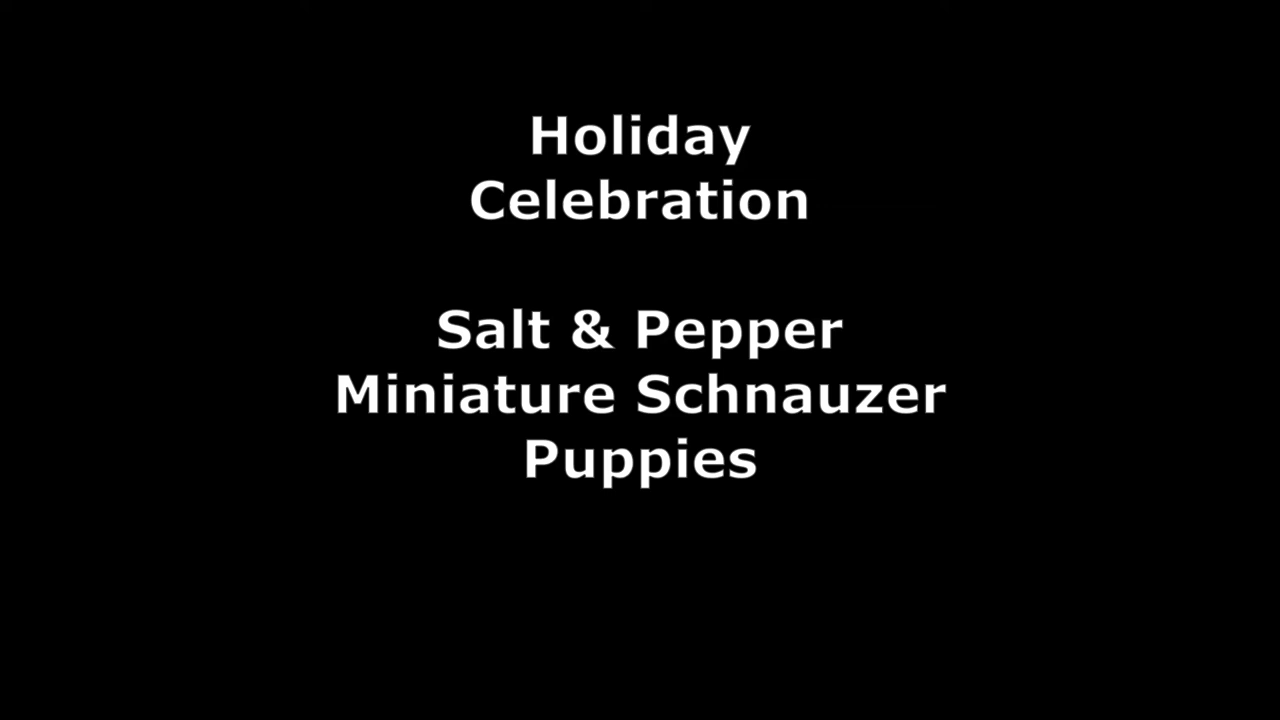 Holiday
Celebration
Salt & Pepper
Miniature Schnauzer
Puppies